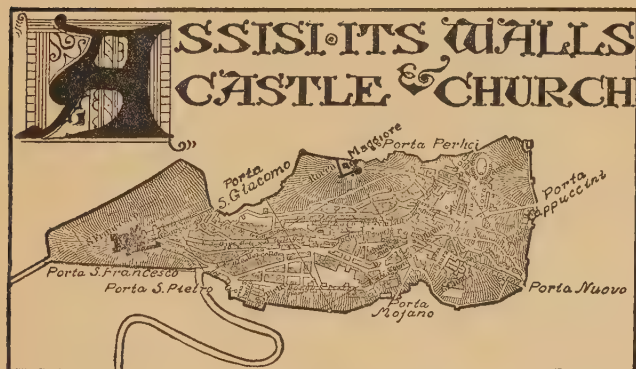 ASSISI·ITS WALLS
CASTLE & CHURCH
Porta Perlici
Maggiore
Rocca
Porta
S. Giacomo
Porta
Cappuccini
Porta S. Francesco
Porta S. Pietro
Porta
Mojano
Porta Nuovo